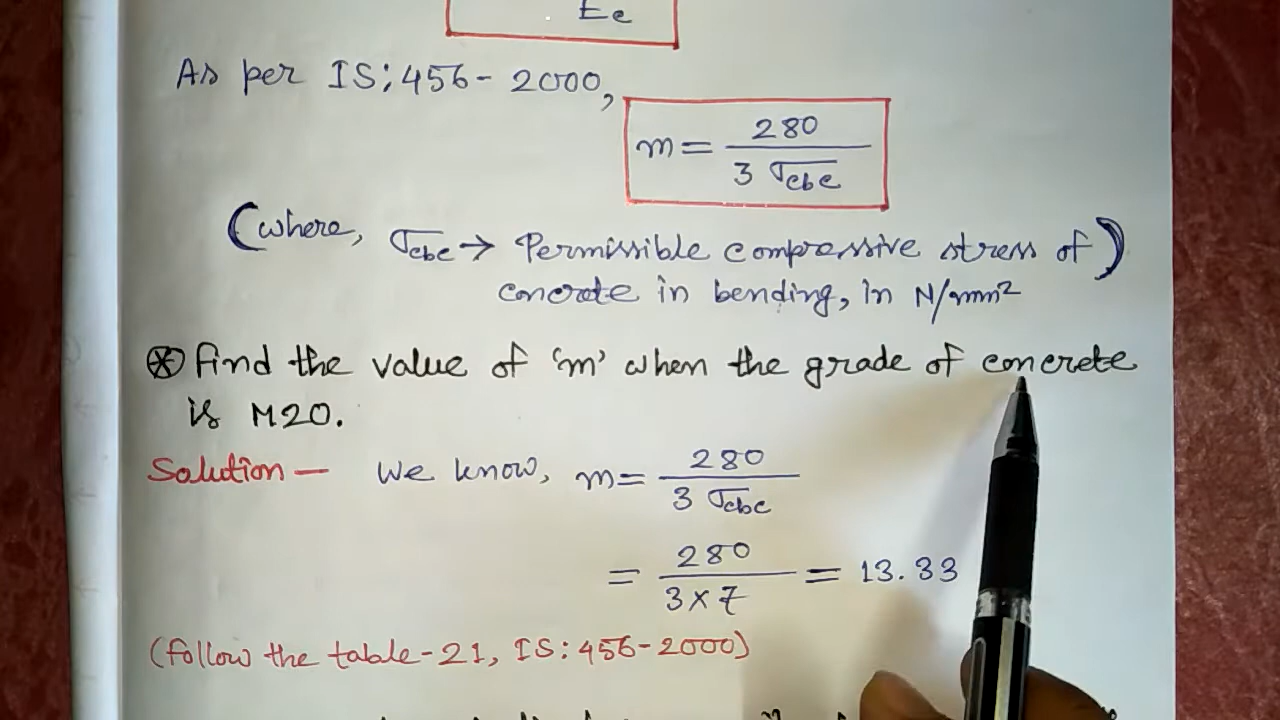 Ec
As per IS:456-2000,
m = 280 / 3 σcbc
(where, σcbc → Permissible compressive stress of)
concrete in bending, in N/mm²
⊛ Find the value of 'm' when the grade of concrete
is M20.
Solution — We know, m = 280 / 3 σcbc
= 280 / 3 × 7 = 13.33
(Follow the table-21, IS:456-2000)